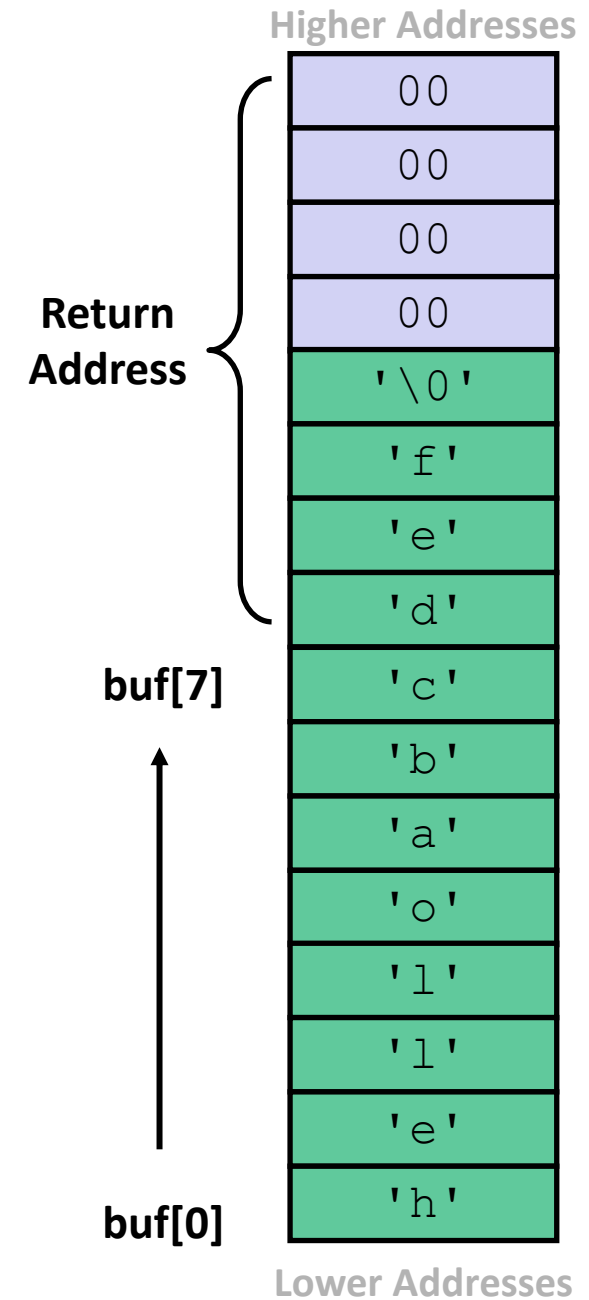 Higher Addresses
00
00
00
00
Return
Address
'\0'
'f'
'e'
'd'
buf[7]
'c'
'b'
'a'
'o'
'l'
'l'
'e'
buf[0]
'h'
Lower Addresses